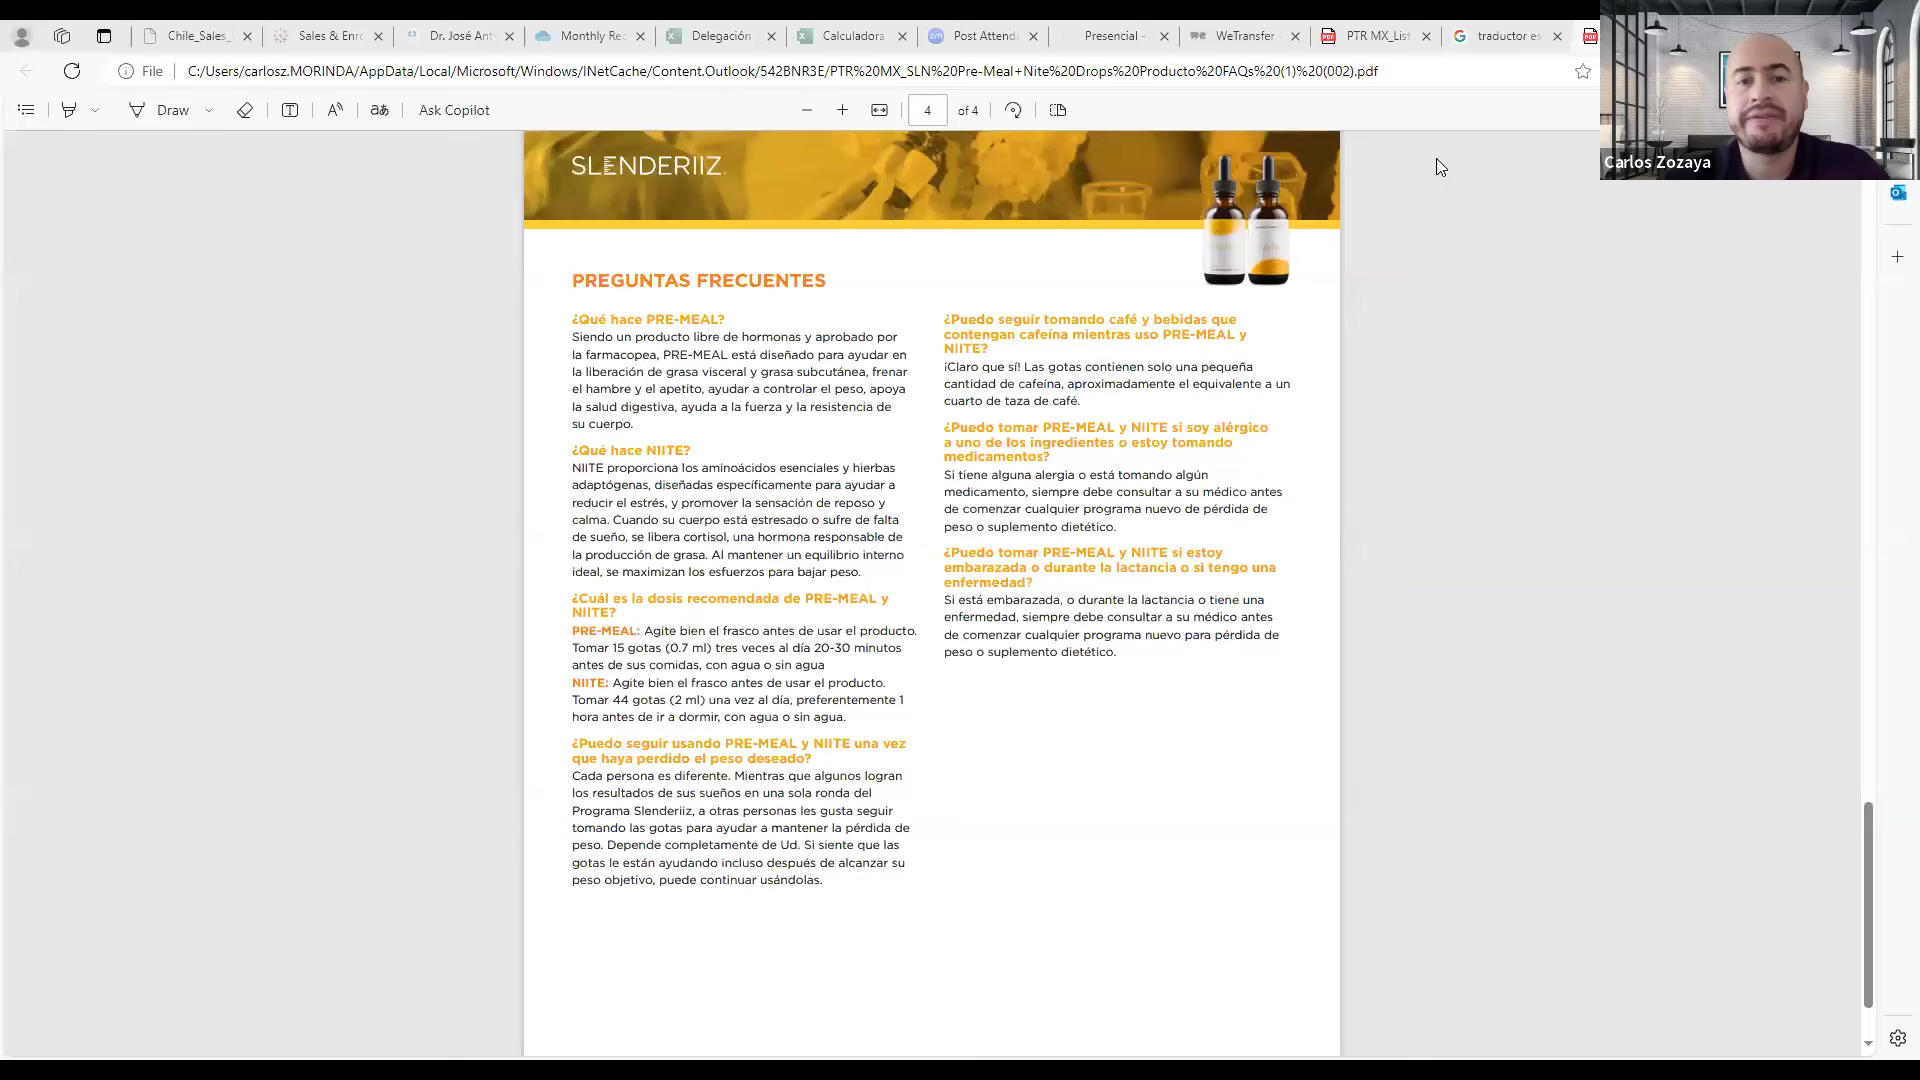 Chile_Sales_
Sales & Enro
Dr. José Ant
Monthly Rec
Delegación
Calculadora
Post Attenda
Presencial -
WeTransfer
PTR MX_List
traductor es
File
C:/Users/carlosz.MORINDA/AppData/Local/Microsoft/Windows/INetCache/Content.Outlook/542BNR3E/PTR%20MX_SLN%20Pre-Meal+Nite%20Drops%20Producto%20FAQs%20(1)%20(002).pdf
Draw
Ask Copilot
4 of 4
Carlos Zozaya
SLENDERIIZ
PREGUNTAS FRECUENTES
¿Qué hace PRE-MEAL?
Siendo un producto libre de hormonas y aprobado por
la farmacopea, PRE-MEAL está diseñado para ayudar en
la liberación de grasa visceral y grasa subcutánea, frenar
el hambre y el apetito, ayudar a controlar el peso, apoya
la salud digestiva, ayuda a la fuerza y la resistencia de
su cuerpo.
¿Qué hace NIITE?
NIITE proporciona los aminoácidos esenciales y hierbas
adaptógenas, diseñadas específicamente para ayudar a
reducir el estrés, y promover la sensación de reposo y
calma. Cuando su cuerpo está estresado o sufre de falta
de sueño, se libera cortisol, una hormona responsable de
la producción de grasa. Al mantener un equilibrio interno
ideal, se maximizan los esfuerzos para bajar peso.
¿Cuál es la dosis recomendada de PRE-MEAL y
NIITE?
PRE-MEAL: Agite bien el frasco antes de usar el producto.
Tomar 15 gotas (0.7 ml) tres veces al día 20-30 minutos
antes de sus comidas, con agua o sin agua
NIITE: Agite bien el frasco antes de usar el producto.
Tomar 44 gotas (2 ml) una vez al día, preferentemente 1
hora antes de ir a dormir, con agua o sin agua.
¿Puedo seguir usando PRE-MEAL y NIITE una vez
que haya perdido el peso deseado?
Cada persona es diferente. Mientras que algunos logran
los resultados de sus sueños en una sola ronda del
Programa Slenderiiz, a otras personas les gusta seguir
tomando las gotas para ayudar a mantener la pérdida de
peso. Depende completamente de Ud. Si siente que las
gotas le están ayudando incluso después de alcanzar su
peso objetivo, puede continuar usándolas.
¿Puedo seguir tomando café y bebidas que
contengan cafeína mientras uso PRE-MEAL y
NIITE?
¡Claro que sí! Las gotas contienen solo una pequeña
cantidad de cafeína, aproximadamente el equivalente a un
cuarto de taza de café.
¿Puedo tomar PRE-MEAL y NIITE si soy alérgico
a uno de los ingredientes o estoy tomando
medicamentos?
Si tiene alguna alergia o está tomando algún
medicamento, siempre debe consultar a su médico antes
de comenzar cualquier programa nuevo de pérdida de
peso o suplemento dietético.
¿Puedo tomar PRE-MEAL y NIITE si estoy
embarazada o durante la lactancia o si tengo una
enfermedad?
Si está embarazada, o durante la lactancia o tiene una
enfermedad, siempre debe consultar a su médico antes
de comenzar cualquier programa nuevo para pérdida de
peso o suplemento dietético.